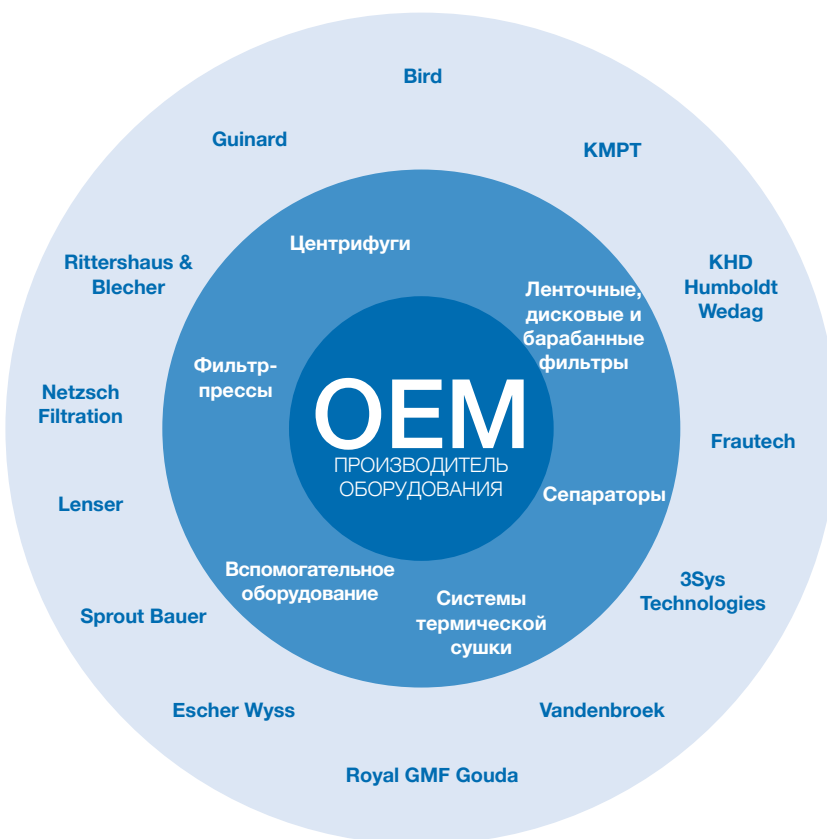 Bird
Guinard
KMPT
Центрифуги
Rittershaus &
Blecher
KHD
Humboldt
Wedag
Ленточные,
дисковые и
барабанные
фильтры
Фильтр-
прессы
OEM
ПРОИЗВОДИТЕЛЬ
ОБОРУДОВАНИЯ
Netzsch
Filtration
Frautech
Lenser
Сепараторы
Вспомогательное
оборудование
Системы
термической
сушки
3Sys
Technologies
Sprout Bauer
Escher Wyss
Vandenbroek
Royal GMF Gouda